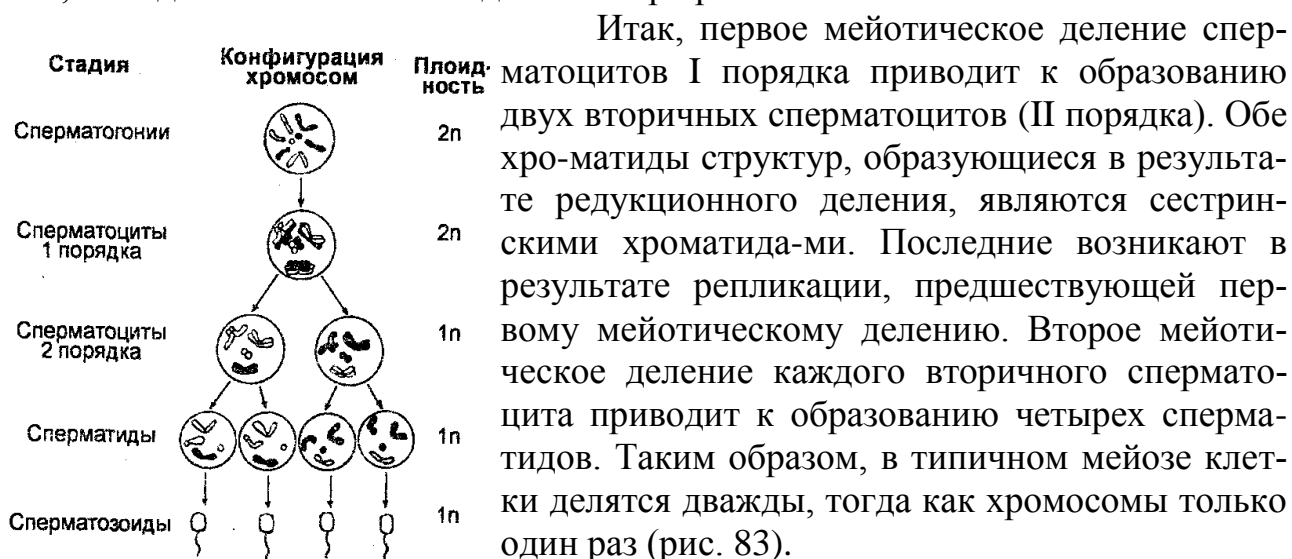 Стадия
Конфигурация
хромосом
Плоид-
ность
Сперматогонии
2n
Сперматоциты
1 порядка
2n
Сперматоциты
2 порядка
1n
Сперматиды
1n
Сперматозоиды
1n
Итак, первое мейотическое деление спер-
матоцитов I порядка приводит к образованию
двух вторичных сперматоцитов (II порядка). Обе
хро-матиды структур, образующиеся в результа-
те редукционного деления, являются сестрин-
скими хроматида-ми. Последние возникают в
результате репликации, предшествующей пер-
вому мейотическому делению. Второе мейоти-
ческое деление каждого вторичного спермато-
цита приводит к образованию четырех сперма-
тидов. Таким образом, в типичном мейозе клет-
ки делятся дважды, тогда как хромосомы только
один раз (рис. 83).